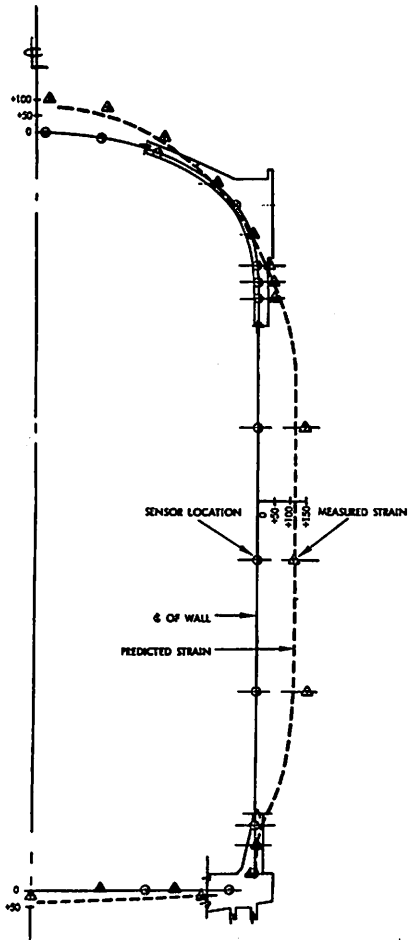 ℄
+100
+50
0
SENSOR LOCATION
0
+50
+100
+150
MEASURED STRAIN
℄ OF WALL
PREDICTED STRAIN
0
+50